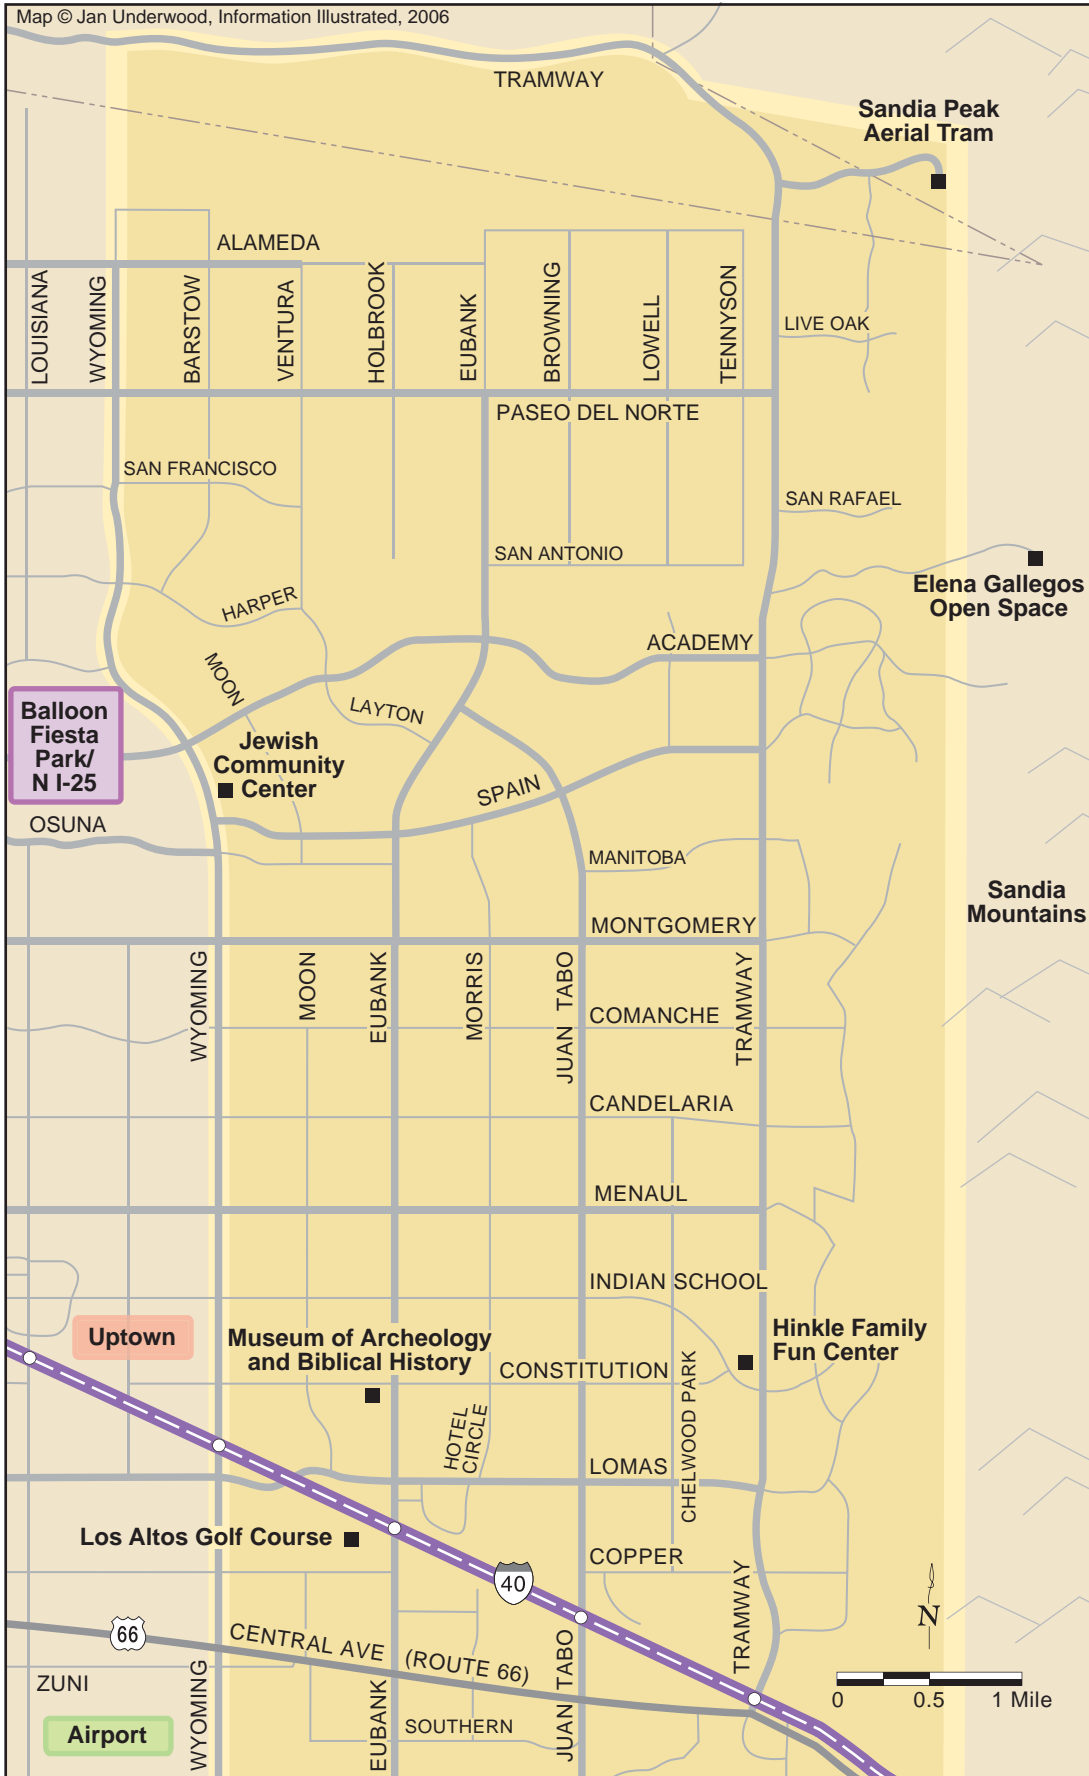 Map © Jan Underwood, Information Illustrated, 2006
TRAMWAY
Sandia Peak
Aerial Tram
ALAMEDA
LOUISIANA
WYOMING
BARSTOW
VENTURA
HOLBROOK
EUBANK
BROWNING
LOWELL
TENNYSON
LIVE OAK
PASEO DEL NORTE
SAN FRANCISCO
SAN RAFAEL
SAN ANTONIO
Elena Gallegos
Open Space
HARPER
ACADEMY
MOON
LAYTON
Balloon
Fiesta
Park/
N I-25
Jewish
Community
Center
SPAIN
OSUNA
MANITOBA
Sandia
Mountains
MONTGOMERY
WYOMING
MOON
EUBANK
MORRIS
JUAN TABO
TRAMWAY
COMANCHE
CANDELARIA
MENAUL
INDIAN SCHOOL
Uptown
Museum of Archeology
and Biblical History
Hinkle Family
Fun Center
CONSTITUTION
CHELWOOD PARK
HOTEL
CIRCLE
LOMAS
Los Altos Golf Course
COPPER
40
TRAMWAY
N
66
CENTRAL AVE (ROUTE 66)
ZUNI
WYOMING
EUBANK
JUAN TABO
0 0.5 1 Mile
SOUTHERN
Airport